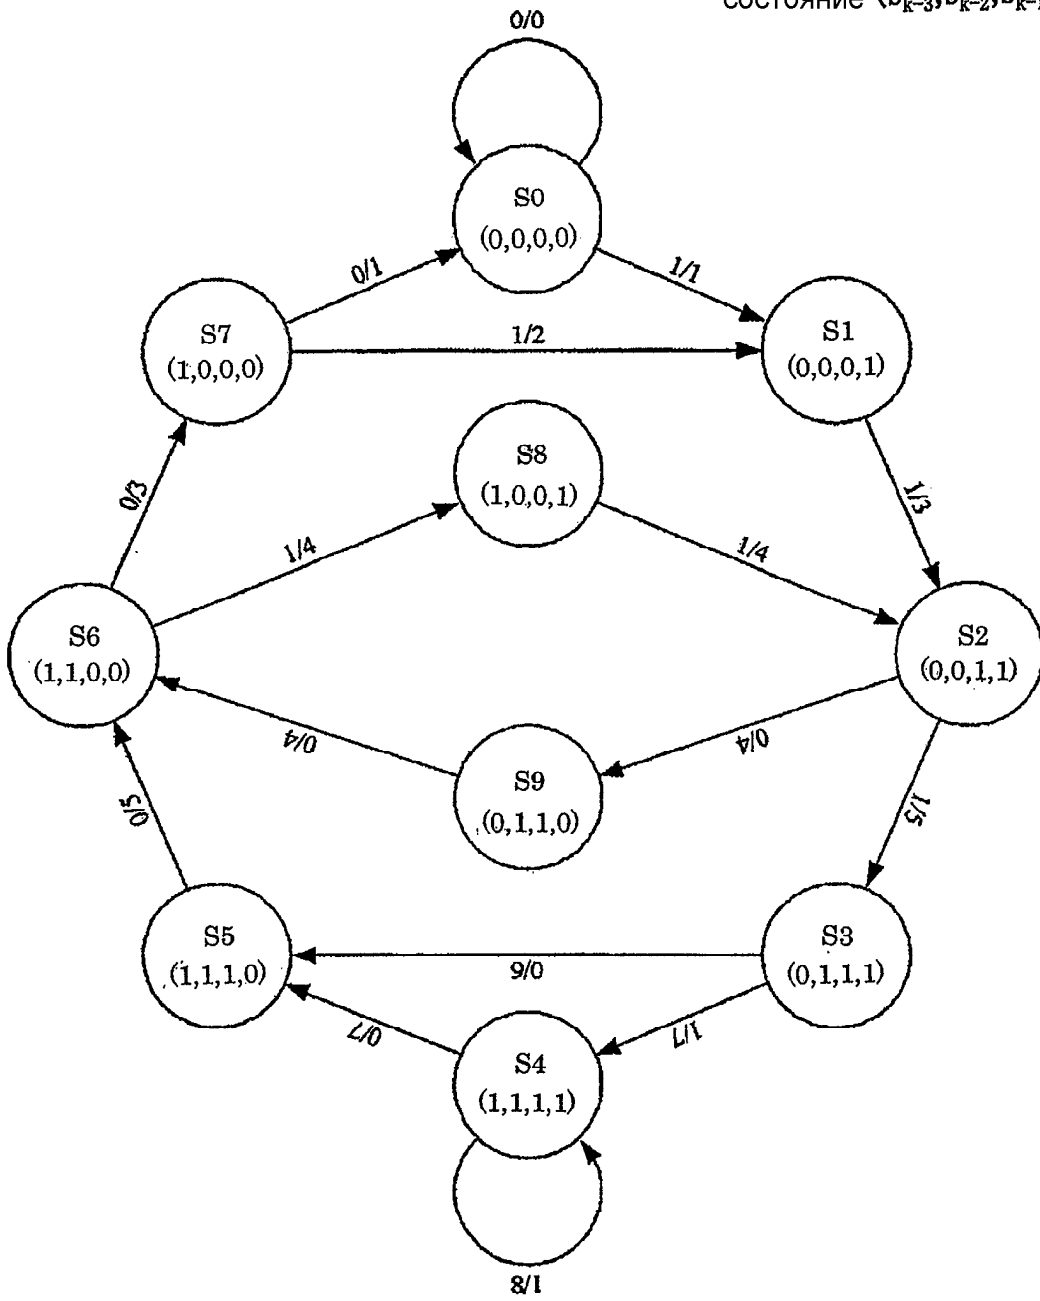 состояние (S
0/0
S0
(0,0,0,0)
0/1
1/1
S7
(1,0,0,0)
1/2
S1
(0,0,0,1)
S8
(1,0,0,1)
0/3
1/3
1/4
1/4
S6
(1,1,0,0)
S2
(0,0,1,1)
0/4
0/4
S9
(0,1,1,0)
0/5
1/5
S5
(1,1,1,0)
0/6
S3
(0,1,1,1)
0/7
1/7
S4
(1,1,1,1)
1/8